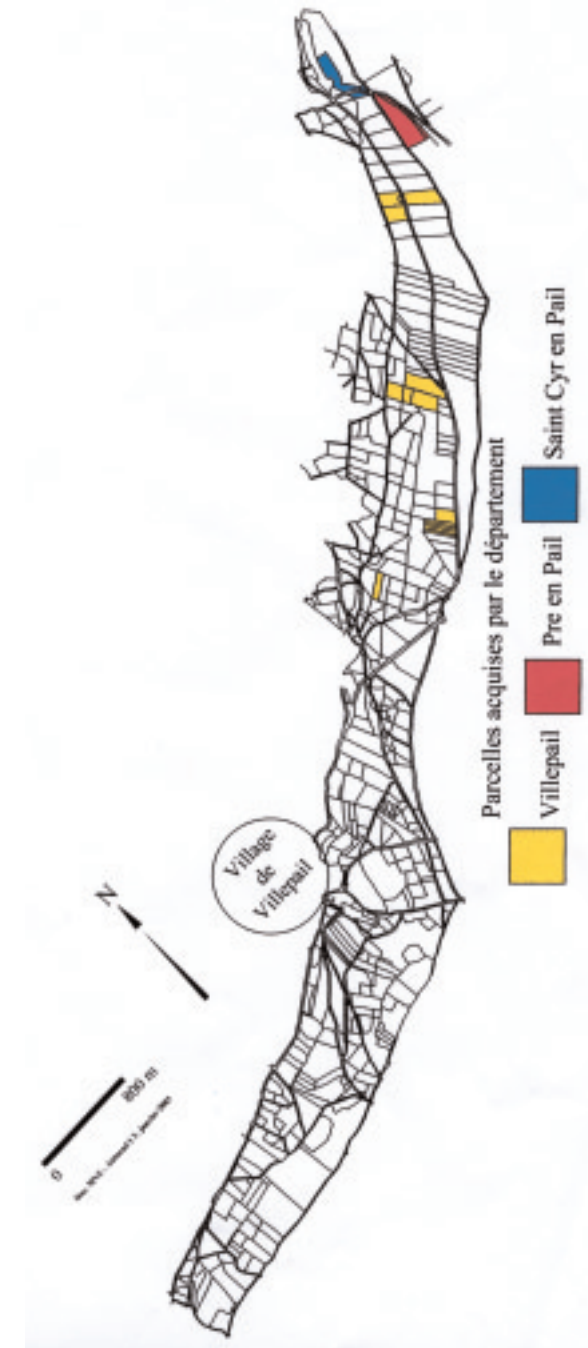 Village
de
Villepail
N
0
800 m
Parcelles acquises par le département
Villepail
Pre en Pail
Saint Cyr en Pail